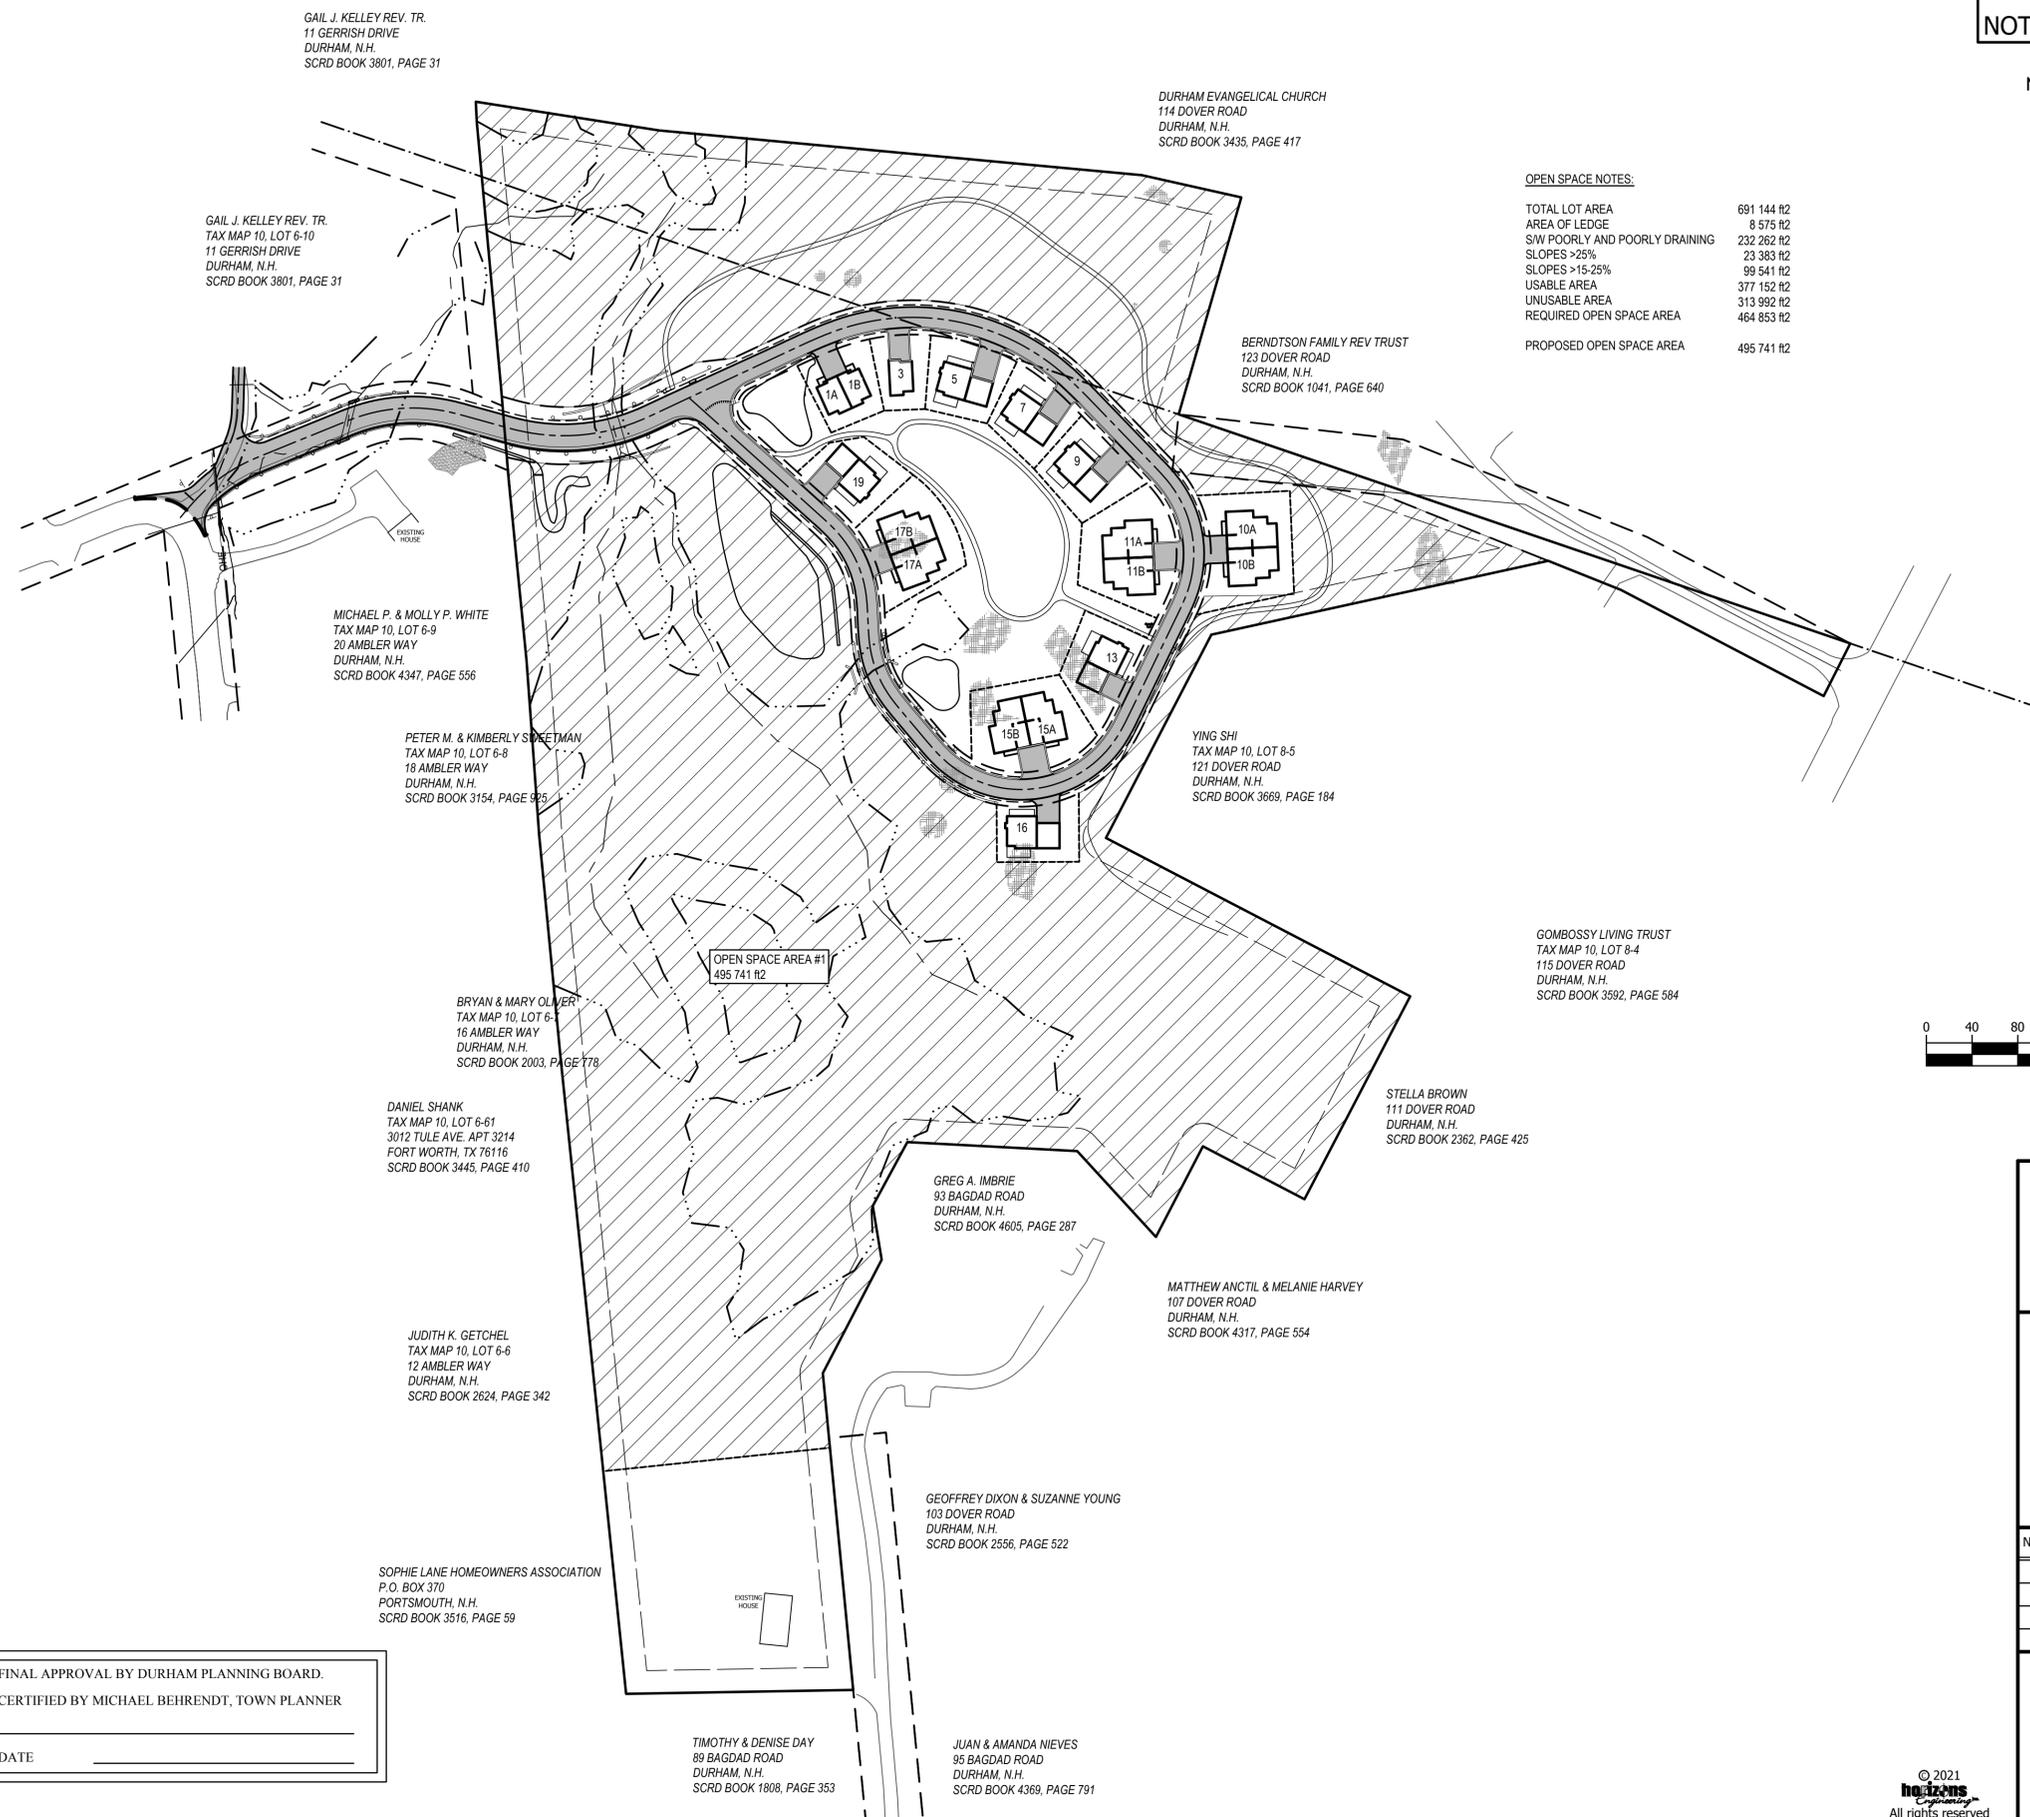 GAIL J. KELLEY REV. TR.
11 GERRISH DRIVE
DURHAM, N.H.
SCRD BOOK 3801, PAGE 31
NOT
DURHAM EVANGELICAL CHURCH
114 DOVER ROAD
DURHAM, N.H.
SCRD BOOK 3435, PAGE 417
OPEN SPACE NOTES:
TOTAL LOT AREA 691 144 ft2
AREA OF LEDGE 8 575 ft2
S/W POORLY AND POORLY DRAINING 232 262 ft2
SLOPES >25% 23 383 ft2
SLOPES >15-25% 99 541 ft2
USABLE AREA 377 152 ft2
UNUSABLE AREA 313 992 ft2
REQUIRED OPEN SPACE AREA 464 853 ft2
PROPOSED OPEN SPACE AREA 495 741 ft2
GAIL J. KELLEY REV. TR.
TAX MAP 10, LOT 6-10
11 GERRISH DRIVE
DURHAM, N.H.
SCRD BOOK 3801, PAGE 31
BERNDTSON FAMILY REV TRUST
123 DOVER ROAD
DURHAM, N.H.
SCRD BOOK 1041, PAGE 640
1A
1B
3
5
7
9
19
17B
17A
11A
11B
10A
10B
13
15B
15A
16
EXISTING
HOUSE
OHE
MICHAEL P. & MOLLY P. WHITE
TAX MAP 10, LOT 6-9
20 AMBLER WAY
DURHAM, N.H.
SCRD BOOK 4347, PAGE 556
PETER M. & KIMBERLY SWEETMAN
TAX MAP 10, LOT 6-8
18 AMBLER WAY
DURHAM, N.H.
SCRD BOOK 3154, PAGE 925
YING SHI
TAX MAP 10, LOT 8-5
121 DOVER ROAD
DURHAM, N.H.
SCRD BOOK 3669, PAGE 184
OPEN SPACE AREA #1
495 741 ft2
GOMBOSSY LIVING TRUST
TAX MAP 10, LOT 8-4
115 DOVER ROAD
DURHAM, N.H.
SCRD BOOK 3592, PAGE 584
BRYAN & MARY OLIVER
TAX MAP 10, LOT 6-7
16 AMBLER WAY
DURHAM, N.H.
SCRD BOOK 2003, PAGE 778
0 40 80
DANIEL SHANK
TAX MAP 10, LOT 6-61
3012 TULE AVE. APT 3214
FORT WORTH, TX 76116
SCRD BOOK 3445, PAGE 410
STELLA BROWN
111 DOVER ROAD
DURHAM, N.H.
SCRD BOOK 2362, PAGE 425
GREG A. IMBRIE
93 BAGDAD ROAD
DURHAM, N.H.
SCRD BOOK 4605, PAGE 287
MATTHEW ANCTIL & MELANIE HARVEY
107 DOVER ROAD
DURHAM, N.H.
SCRD BOOK 4317, PAGE 554
JUDITH K. GETCHEL
TAX MAP 10, LOT 6-6
12 AMBLER WAY
DURHAM, N.H.
SCRD BOOK 2624, PAGE 342
GEOFFREY DIXON & SUZANNE YOUNG
103 DOVER ROAD
DURHAM, N.H.
SCRD BOOK 2556, PAGE 522
SOPHIE LANE HOMEOWNERS ASSOCIATION
P.O. BOX 370
PORTSMOUTH, N.H.
SCRD BOOK 3516, PAGE 59
EXISTING
HOUSE
FINAL APPROVAL BY DURHAM PLANNING BOARD.
CERTIFIED BY MICHAEL BEHRENDT, TOWN PLANNER
DATE
TIMOTHY & DENISE DAY
89 BAGDAD ROAD
DURHAM, N.H.
SCRD BOOK 1808, PAGE 353
JUAN & AMANDA NIEVES
95 BAGDAD ROAD
DURHAM, N.H.
SCRD BOOK 4369, PAGE 791
© 2021
horizons
Engineering
All rights reserved